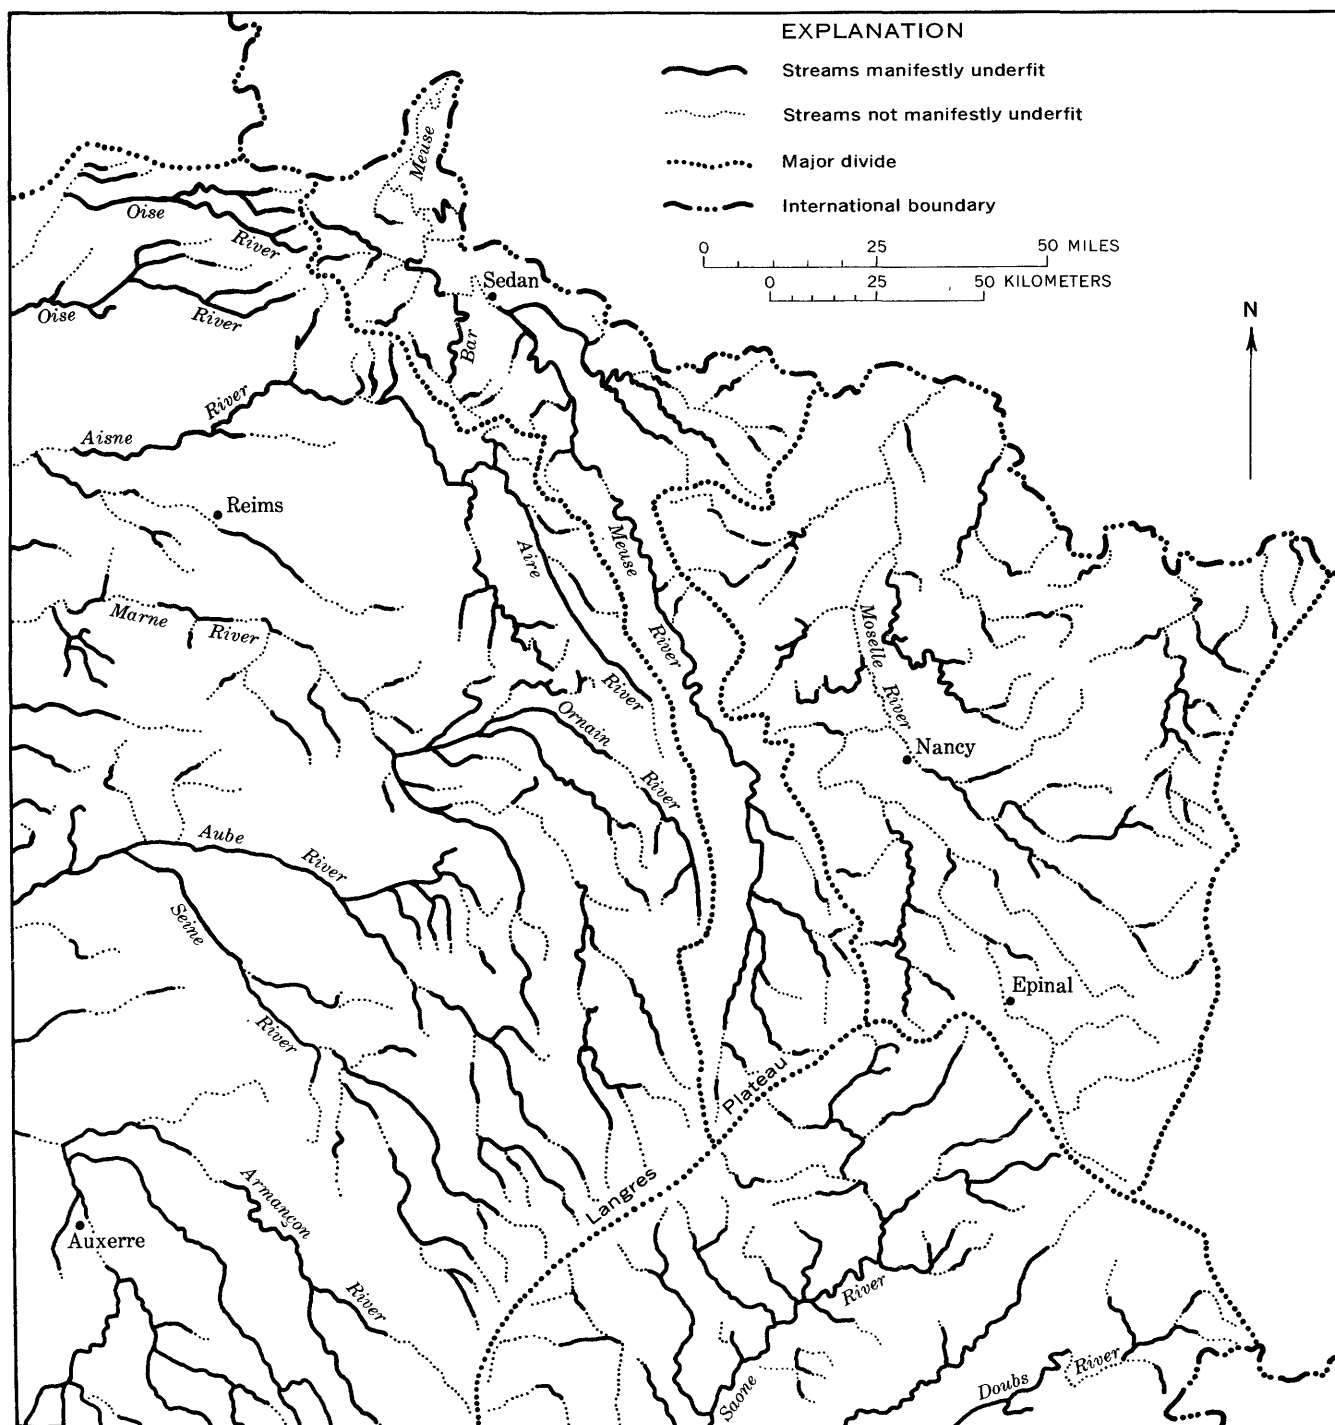 EXPLANATION
Streams manifestly underfit
Streams not manifestly underfit
Major divide
International boundary
0 25 50 MILES
0 25 50 KILOMETERS
N
Meuse
Oise
River
Sedan
Oise
River
Bar
River
Aisne
Reims
Meuse
Aire
Marne
River
River
Moselle
River
River
Ornain
Nancy
River
Aube
River
Seine
Epinal
River
Plateau
Langres
Armançon
Auxerre
River
River
Saone
Doubs
River